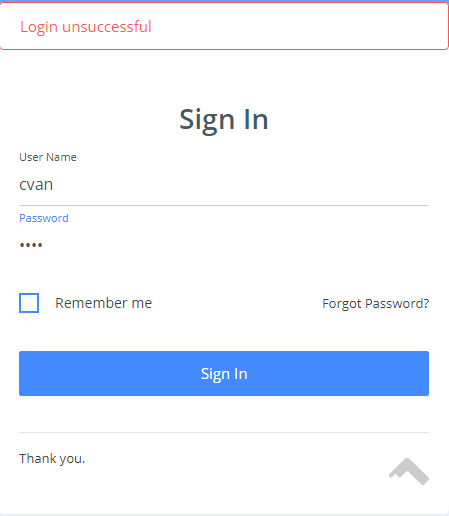 Login unsuccessful
Sign In
User Name
cvan
Password
••••
Remember me
Forgot Password?
Sign In
Thank you.